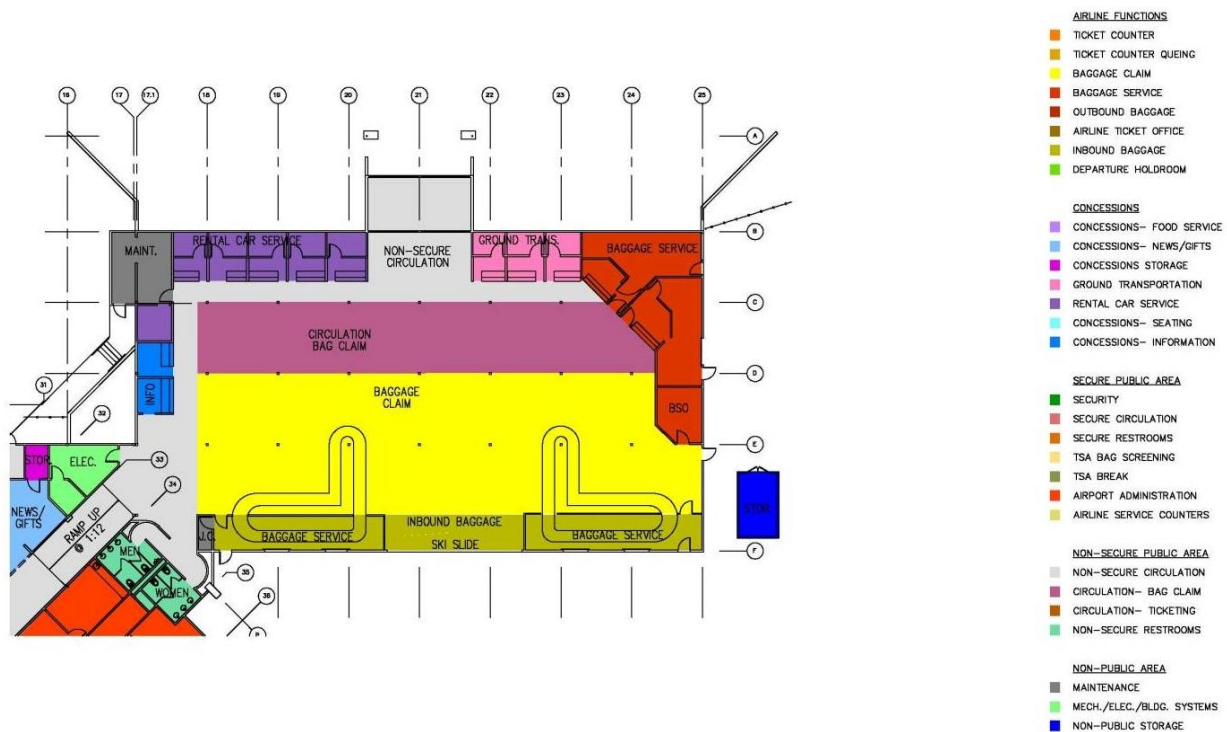 16
17
17.1
18
19
20
21
22
23
24
25
A
B
C
D
E
F
MAINT.
RENTAL CAR SERVICE
NON-SECURE
CIRCULATION
GROUND TRANS.
BAGGAGE SERVICE
CIRCULATION
BAG CLAIM
BAGGAGE
CLAIM
INFO
BSO
31
32
33
34
35
36
STOR.
ELEC.
NEWS/
GIFTS
RAMP UP
@ 1:12
MEN
WOMEN
J.C.
BAGGAGE SERVICE
INBOUND BAGGAGE
SKI SLIDE
BAGGAGE SERVICE
STOR.
AIRLINE FUNCTIONS
TICKET COUNTER
TICKET COUNTER QUEING
BAGGAGE CLAIM
BAGGAGE SERVICE
OUTBOUND BAGGAGE
AIRLINE TICKET OFFICE
INBOUND BAGGAGE
DEPARTURE HOLDROOM
CONCESSIONS
CONCESSIONS- FOOD SERVICE
CONCESSIONS- NEWS/GIFTS
CONCESSIONS STORAGE
GROUND TRANSPORTATION
RENTAL CAR SERVICE
CONCESSIONS- SEATING
CONCESSIONS- INFORMATION
SECURE PUBLIC AREA
SECURITY
SECURE CIRCULATION
SECURE RESTROOMS
TSA BAG SCREENING
TSA BREAK
AIRPORT ADMINISTRATION
AIRLINE SERVICE COUNTERS
NON-SECURE PUBLIC AREA
NON-SECURE CIRCULATION
CIRCULATION- BAG CLAIM
CIRCULATION- TICKETING
NON-SECURE RESTROOMS
NON-PUBLIC AREA
MAINTENANCE
MECH./ELEC./BLDG. SYSTEMS
NON-PUBLIC STORAGE